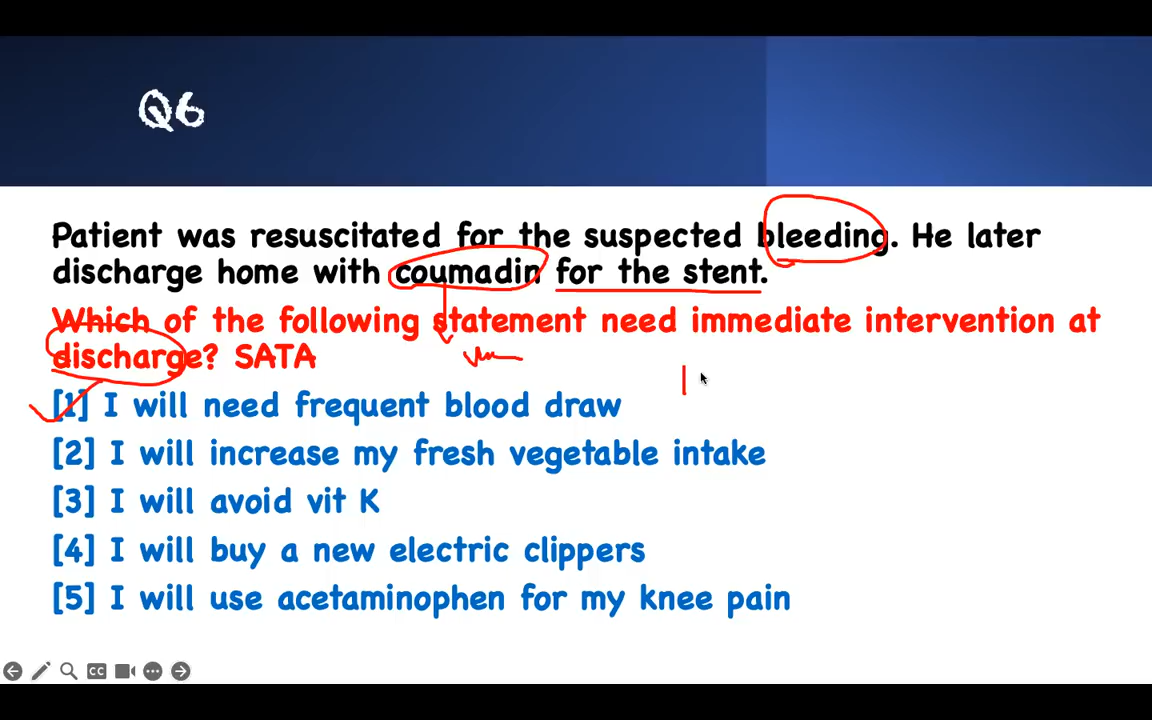 Q6
Patient was resuscitated for the suspected bleeding. He later
discharge home with coumadin for the stent.
Which of the following statement need immediate intervention at
discharge? SATA
[1] I will need frequent blood draw
[2] I will increase my fresh vegetable intake
[3] I will avoid vit K
[4] I will buy a new electric clippers
[5] I will use acetaminophen for my knee pain
CC